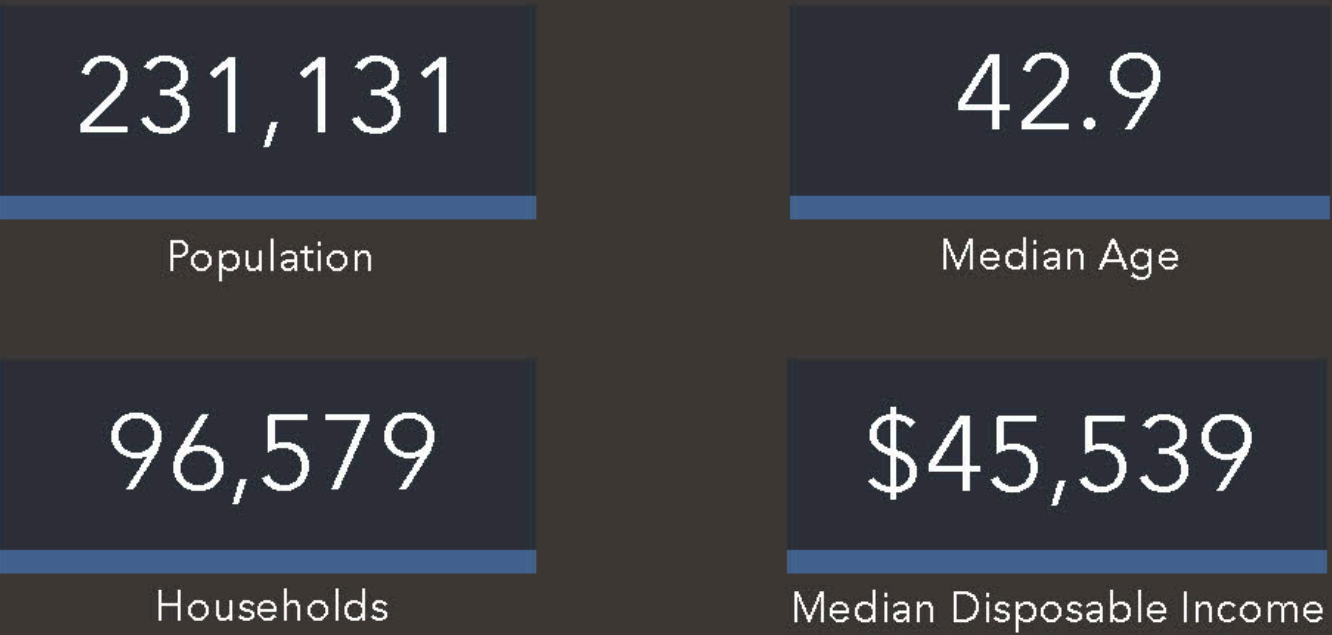 231,131
Population
42.9
Median Age
96,579
Households
$45,539
Median Disposable Income